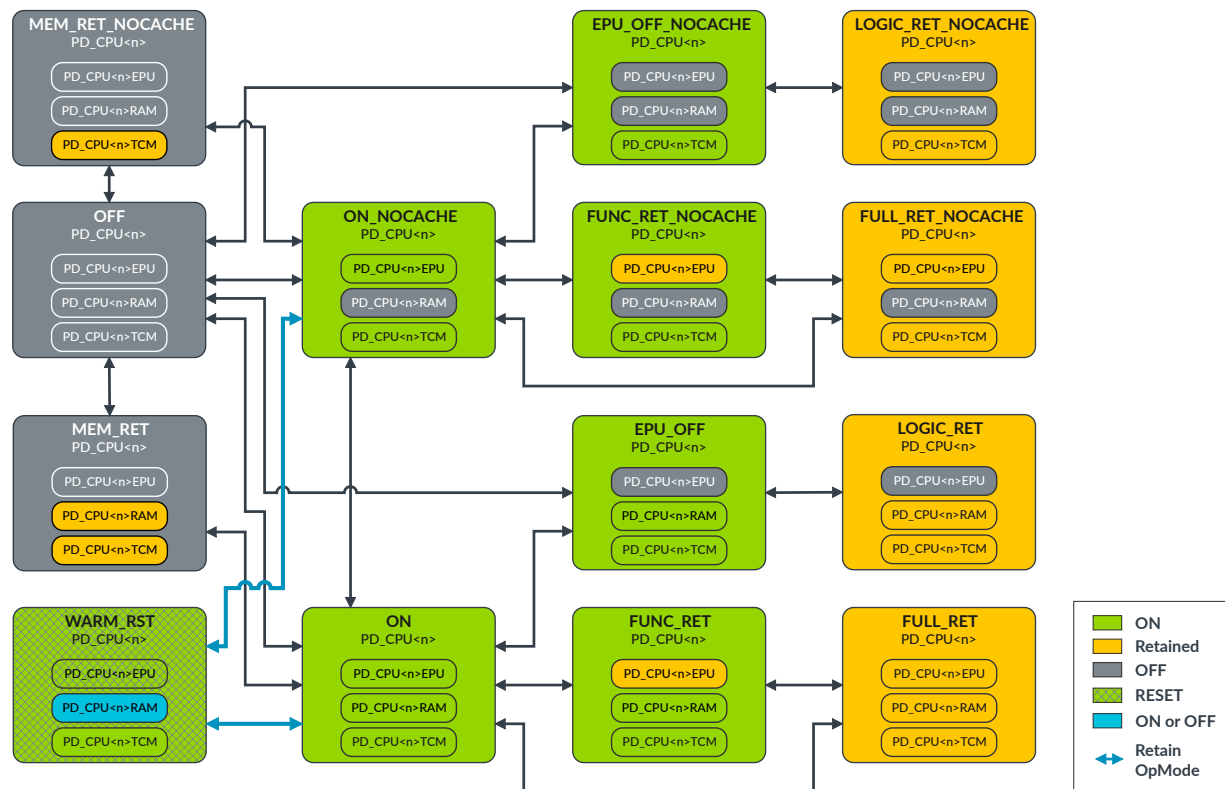 MEM_RET_NOCACHE
PD_CPU<n>
PD_CPU<n>EPU
PD_CPU<n>RAM
PD_CPU<n>TCM
EPU_OFF_NOCACHE
PD_CPU<n>
PD_CPU<n>EPU
PD_CPU<n>RAM
PD_CPU<n>TCM
LOGIC_RET_NOCACHE
PD_CPU<n>
PD_CPU<n>EPU
PD_CPU<n>RAM
PD_CPU<n>TCM
OFF
PD_CPU<n>
PD_CPU<n>EPU
PD_CPU<n>RAM
PD_CPU<n>TCM
ON_NOCACHE
PD_CPU<n>
PD_CPU<n>EPU
PD_CPU<n>RAM
PD_CPU<n>TCM
FUNC_RET_NOCACHE
PD_CPU<n>
PD_CPU<n>EPU
PD_CPU<n>RAM
PD_CPU<n>TCM
FULL_RET_NOCACHE
PD_CPU<n>
PD_CPU<n>EPU
PD_CPU<n>RAM
PD_CPU<n>TCM
MEM_RET
PD_CPU<n>
PD_CPU<n>EPU
PD_CPU<n>RAM
PD_CPU<n>TCM
EPU_OFF
PD_CPU<n>
PD_CPU<n>EPU
PD_CPU<n>RAM
PD_CPU<n>TCM
LOGIC_RET
PD_CPU<n>
PD_CPU<n>EPU
PD_CPU<n>RAM
PD_CPU<n>TCM
WARM_RST
PD_CPU<n>
PD_CPU<n>EPU
PD_CPU<n>RAM
PD_CPU<n>TCM
ON
PD_CPU<n>
PD_CPU<n>EPU
PD_CPU<n>RAM
PD_CPU<n>TCM
FUNC_RET
PD_CPU<n>
PD_CPU<n>EPU
PD_CPU<n>RAM
PD_CPU<n>TCM
FULL_RET
PD_CPU<n>
PD_CPU<n>EPU
PD_CPU<n>RAM
PD_CPU<n>TCM
ON
Retained
OFF
RESET
ON or OFF
Retain
OpMode